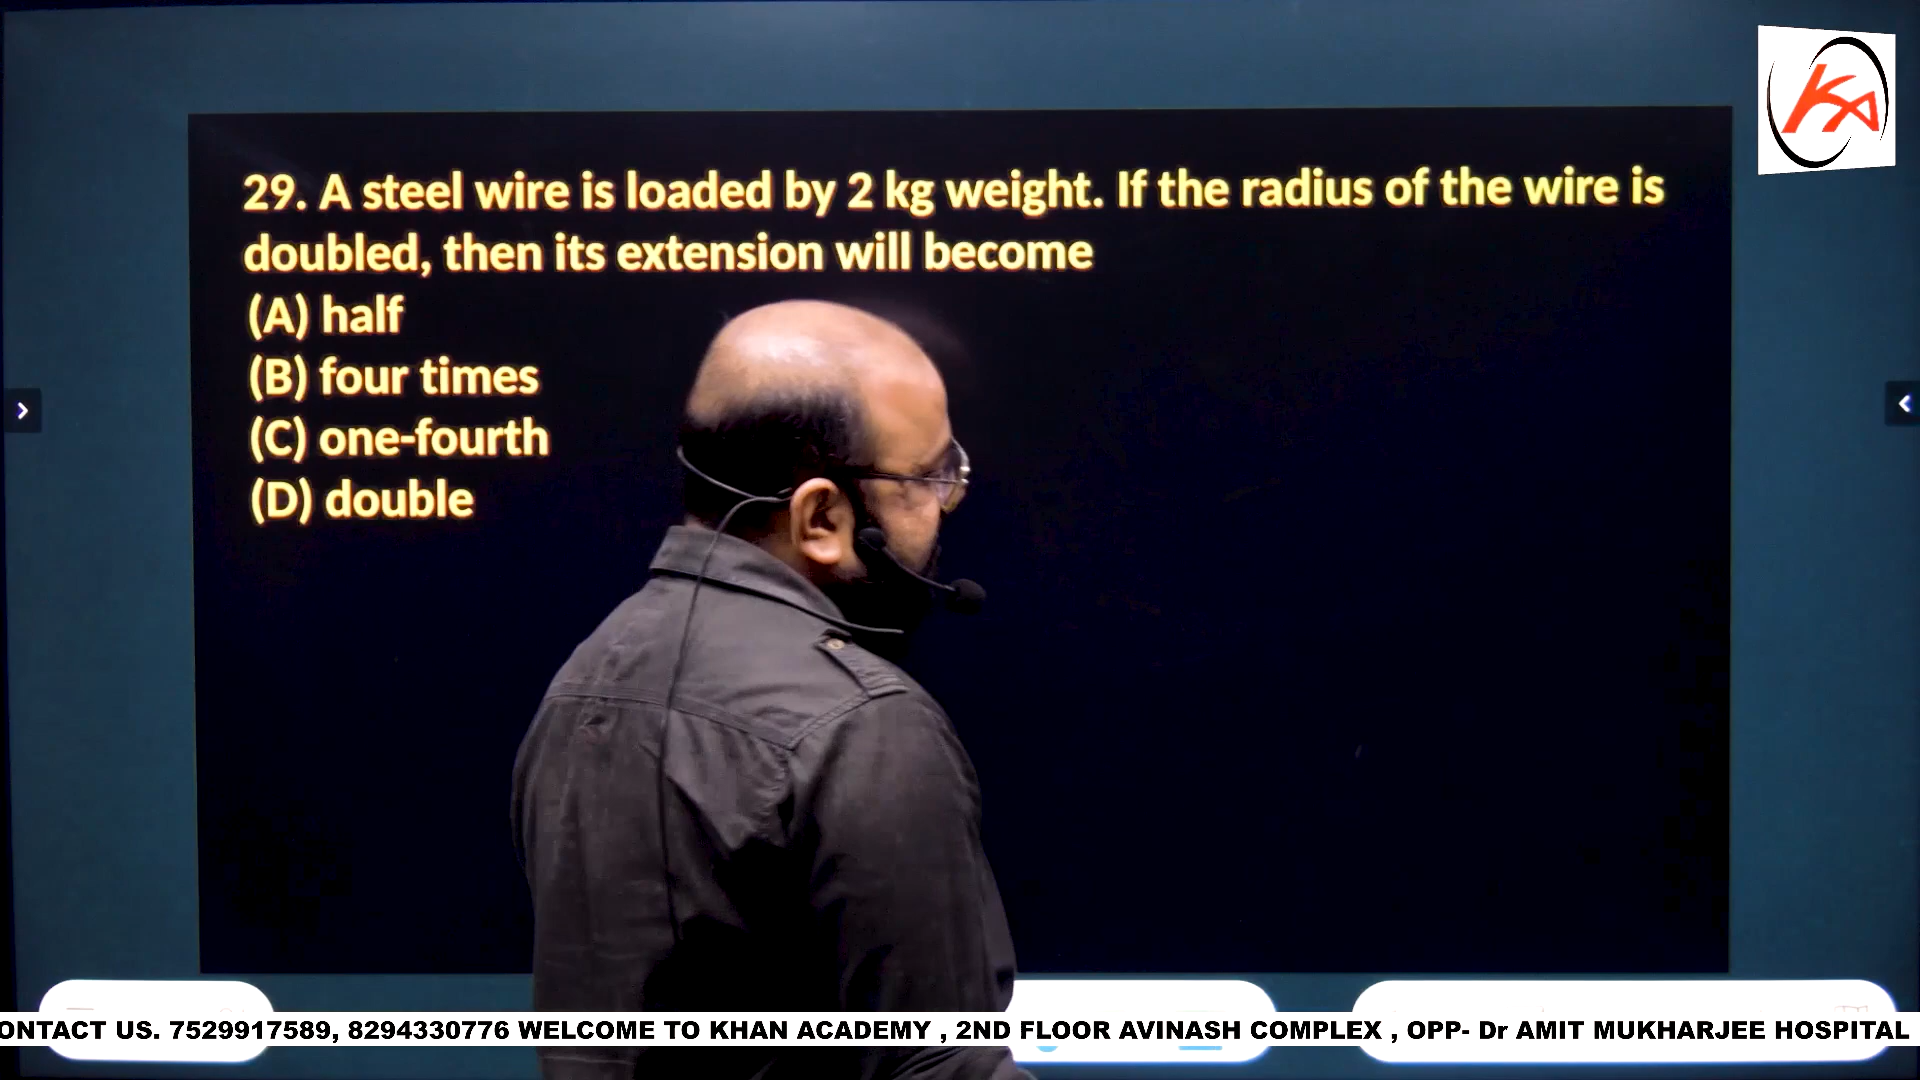 KA
29. A steel wire is loaded by 2 kg weight. If the radius of the wire is
doubled, then its extension will become
(A) half
(B) four times
(C) one-fourth
(D) double
ONTACT US. 7529917589, 8294330776 WELCOME TO KHAN ACADEMY , 2ND FLOOR AVINASH COMPLEX , OPP- Dr AMIT MUKHARJEE HOSPITAL